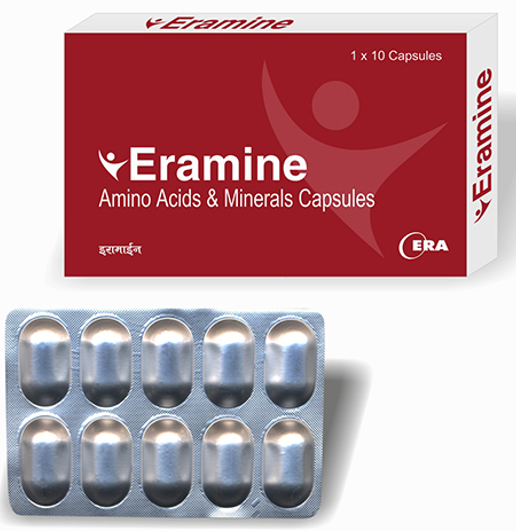 Eramine
1 x 10 Capsules
Eramine
Eramine
Amino Acids & Minerals Capsules
इरामाईन
ERA